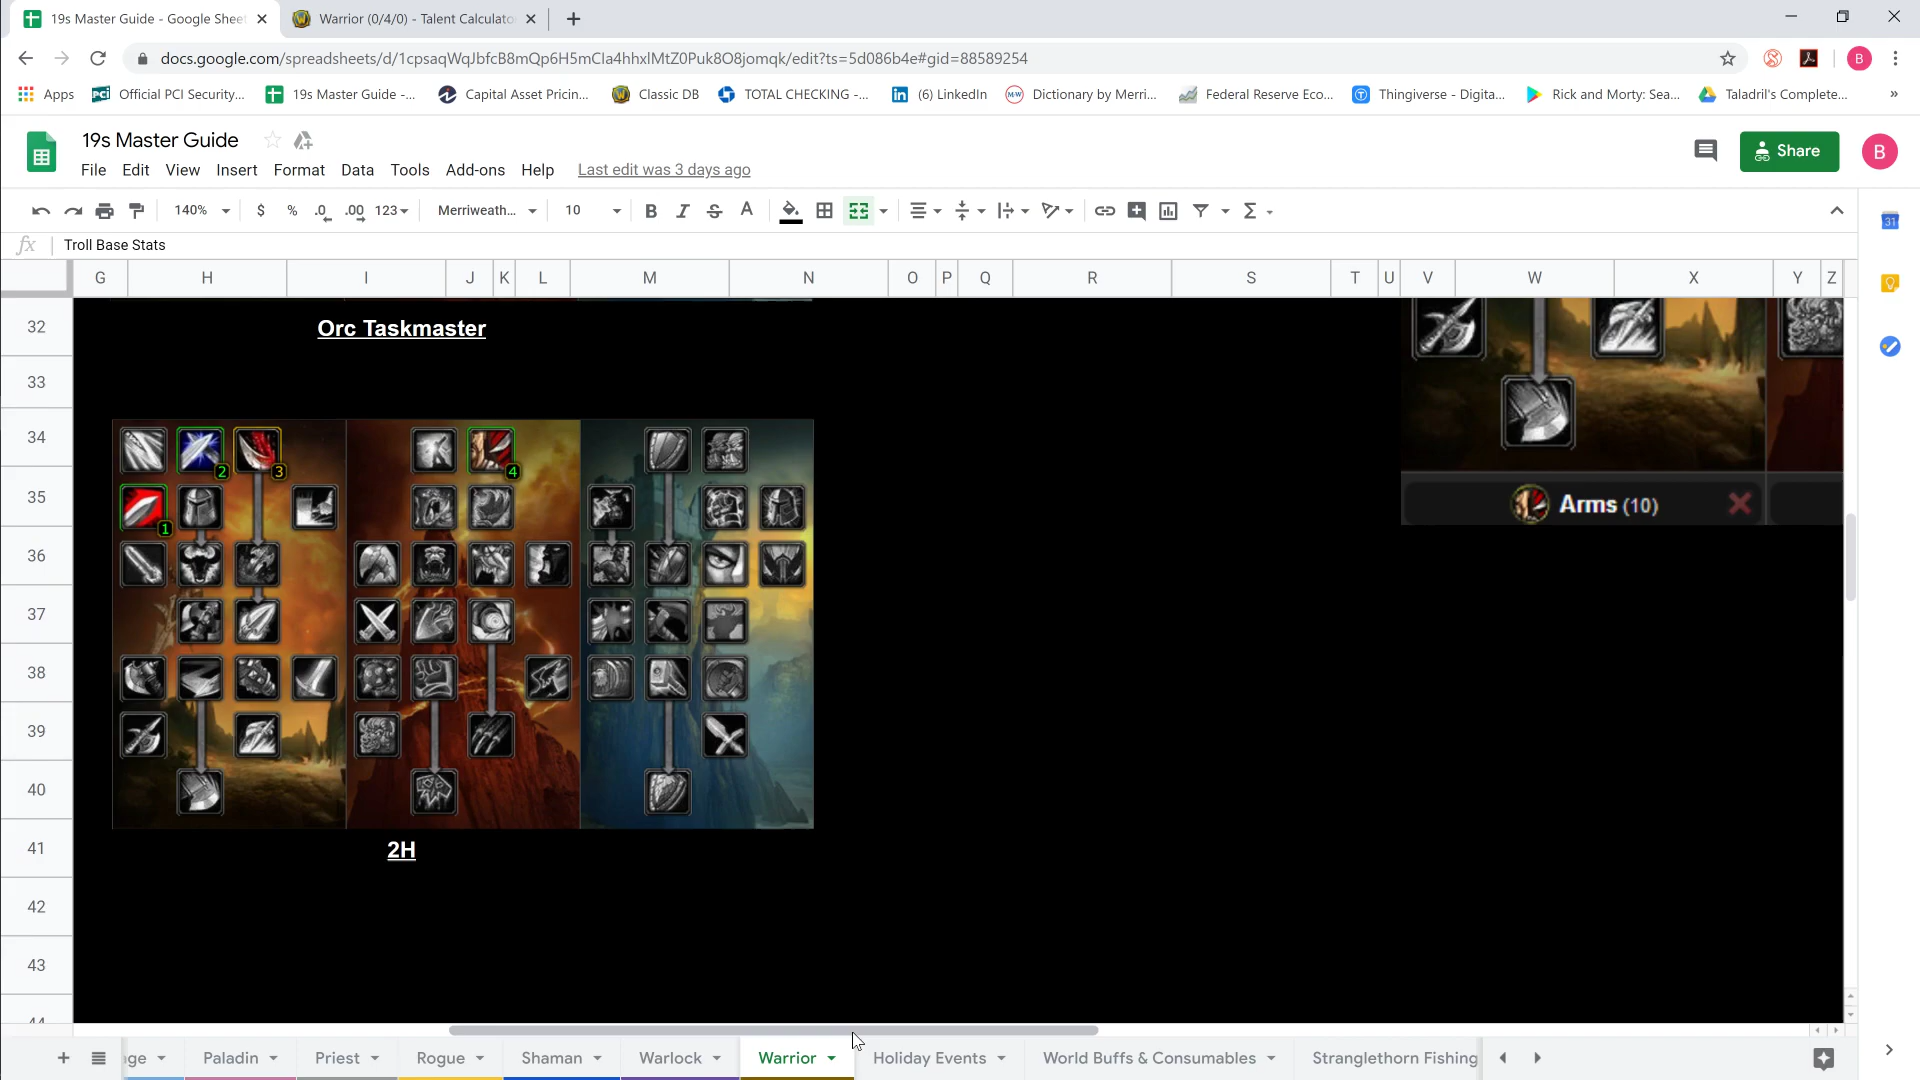 19s Master Guide - Google Shee
Warrior (0/4/0) - Talent Calculato
docs.google.com/spreadsheets/d/1cpsaqWqJbfcB8mQp6H5mCIa4hhxlMtZ0Puk8O8jomqk/edit?ts=5d086b4e#gid=88589254
B
Apps
Official PCI Security...
19s Master Guide -...
Capital Asset Pricin...
Classic DB
TOTAL CHECKING -...
(6) LinkedIn
Dictionary by Merri...
Federal Reserve Eco...
Thingiverse - Digita...
Rick and Morty: Sea...
Taladril's Complete...
»
19s Master Guide
File Edit View Insert Format Data Tools Add-ons Help Last edit was 3 days ago
Share
B
140% $ % .0 .00 123 Merriweath... 10 B I S A Σ
31
fx Troll Base Stats
G H I J K L M N O P Q R S T U V W X Y Z
32
Orc Taskmaster
33
34
2 3 4
35
1
Arms (10)
36
37
38
39
40
41
2H
42
43
44
age Paladin Priest Rogue Shaman Warlock Warrior Holiday Events World Buffs & Consumables Stranglethorn Fishing